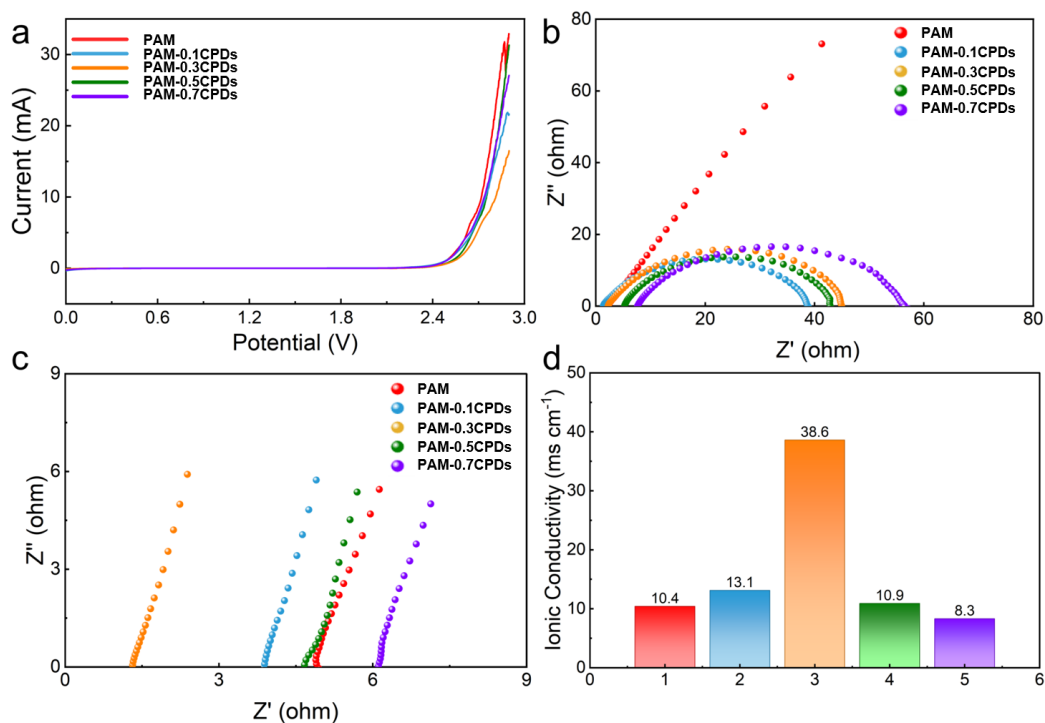 a
PAM
PAM-0.1CPDs
PAM-0.3CPDs
PAM-0.5CPDs
PAM-0.7CPDs
30
20
10
0
Current (mA)
0.0 0.6 1.2 1.8 2.4 3.0
Potential (V)
b
PAM
PAM-0.1CPDs
PAM-0.3CPDs
PAM-0.5CPDs
PAM-0.7CPDs
80
60
40
20
0
Z" (ohm)
0 20 40 60 80
Z' (ohm)
c
PAM
PAM-0.1CPDs
PAM-0.3CPDs
PAM-0.5CPDs
PAM-0.7CPDs
9
6
3
0
Z" (ohm)
0 3 6 9
Z' (ohm)
d
50
40
30
20
10
0
Ionic Conductivity (ms cm⁻¹)
10.4 13.1 38.6 10.9 8.3
0 1 2 3 4 5 6